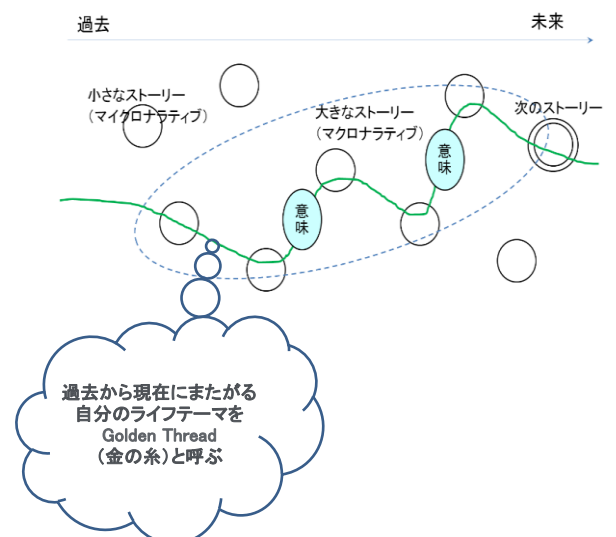 過去
未来
小さなストーリー
(マイクロナラティブ)
大きなストーリー
(マクロナラティブ)
次のストーリー
意
味
意
味
過去から現在にまたがる
自分のライフテーマを
Golden Thread
(金の糸)と呼ぶ